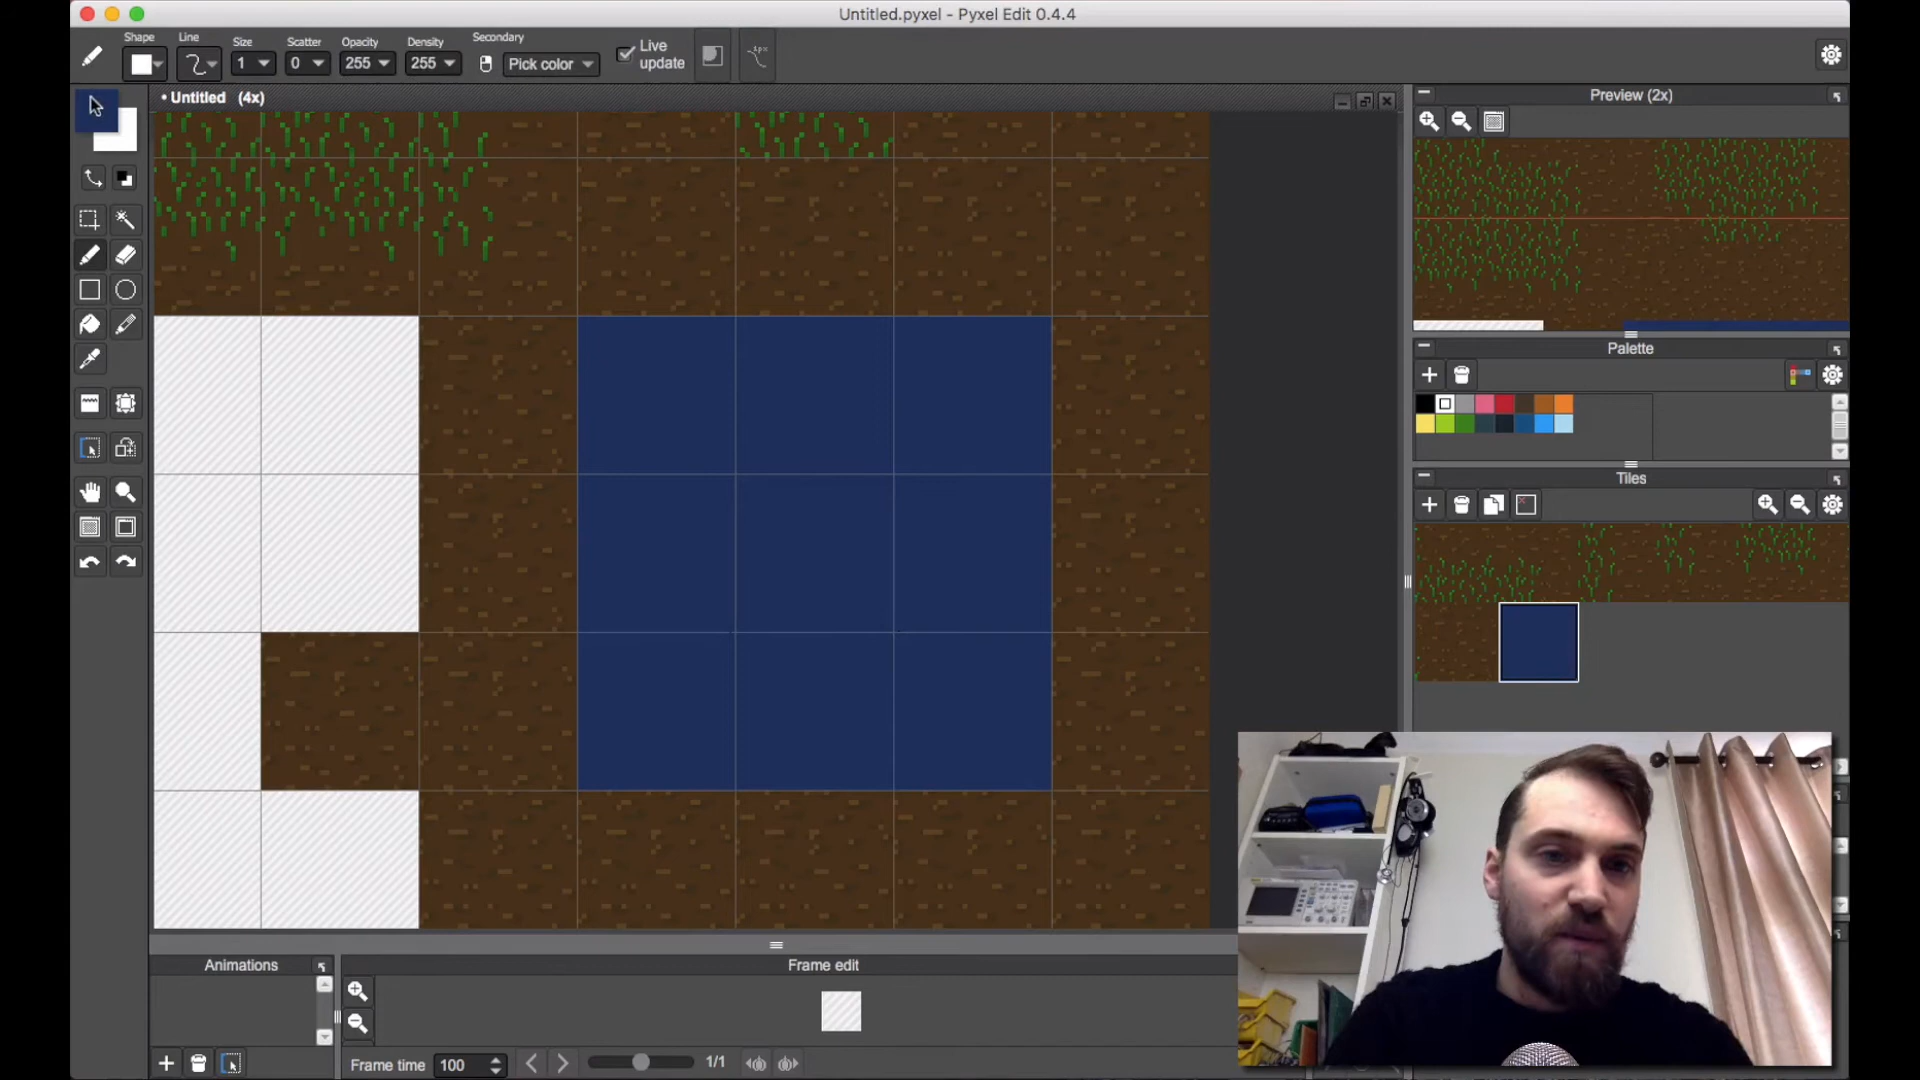 Untitled.pyxel - Pyxel Edit 0.4.4
Shape Line Size Scatter Opacity Density Secondary
1 0 255 255 Pick color
Live
update
• Untitled (4x)
Preview (2x)
Palette
Tiles
Animations
Frame edit
Frame time 100 1/1